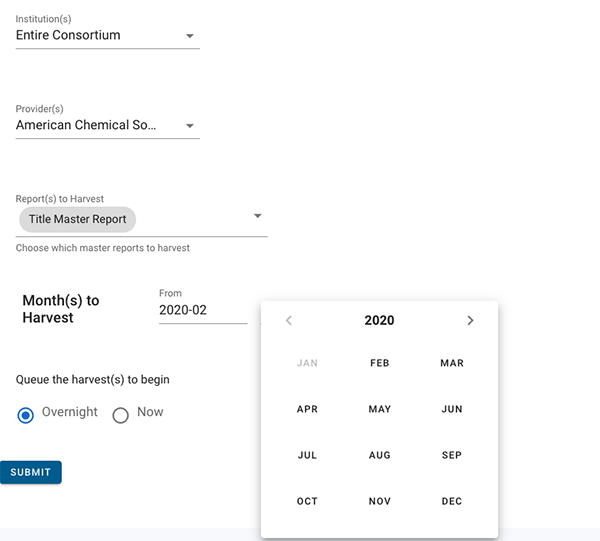 Institution(s)
Entire Consortium
Provider(s)
American Chemical So...
Report(s) to Harvest
Title Master Report
Choose which master reports to harvest
Month(s) to
Harvest
From
2020-02
2020
JAN FEB MAR
APR MAY JUN
JUL AUG SEP
OCT NOV DEC
Queue the harvest(s) to begin
Overnight Now
SUBMIT